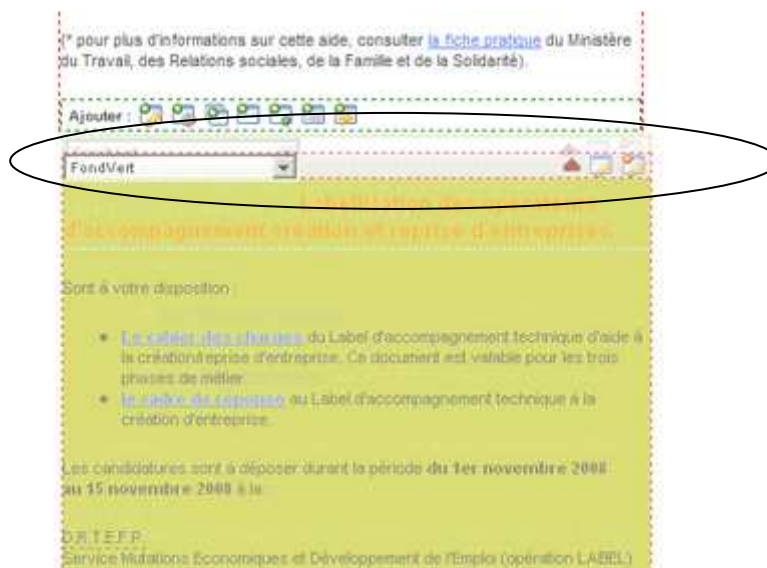 (* pour plus d'informations sur cette aide, consulter la fiche pratique du Ministère
du Travail, des Relations sociales, de la Famille et de la Solidarité).
Ajouter :
FondVert
Labellisation des opérateurs
d'accompagnement création et reprise d'entreprises
Sont à votre disposition :
• Le cahier des charges du Label d'accompagnement technique d'aide à
la création/reprise d'entreprise. Ce document est valable pour les trois
phases de métier
• le cadre de réponse au Label d'accompagnement technique à la
création d'entreprise.
Les candidatures sont à déposer durant la période du 1er novembre 2008
au 15 novembre 2008 à la :
D.R.T.E.F.P.
Service Mutations Economiques et Développement de l'Emploi (opération LABEL)